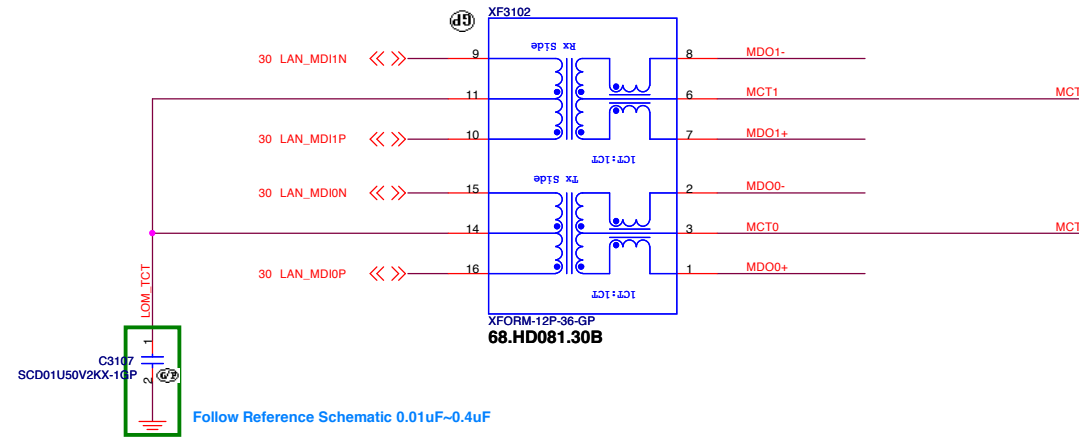 XF3102
GP
Rx Side
30 LAN_MDI1N
9
8
MDO1-
11
6
MCT1
MCT
30 LAN_MDI1P
10
7
MDO1+
1CT:1CT
Tx Side
30 LAN_MDI0N
15
2
MDO0-
14
3
MCT0
MCT
30 LAN_MDI0P
16
1
MDO0+
1CT:1CT
LOM_TCT
XFORM-12P-36-GP
68.HD081.30B
1
C3107
SCD01U50V2KX-1GP
2
Follow Reference Schematic 0.01uF~0.4uF